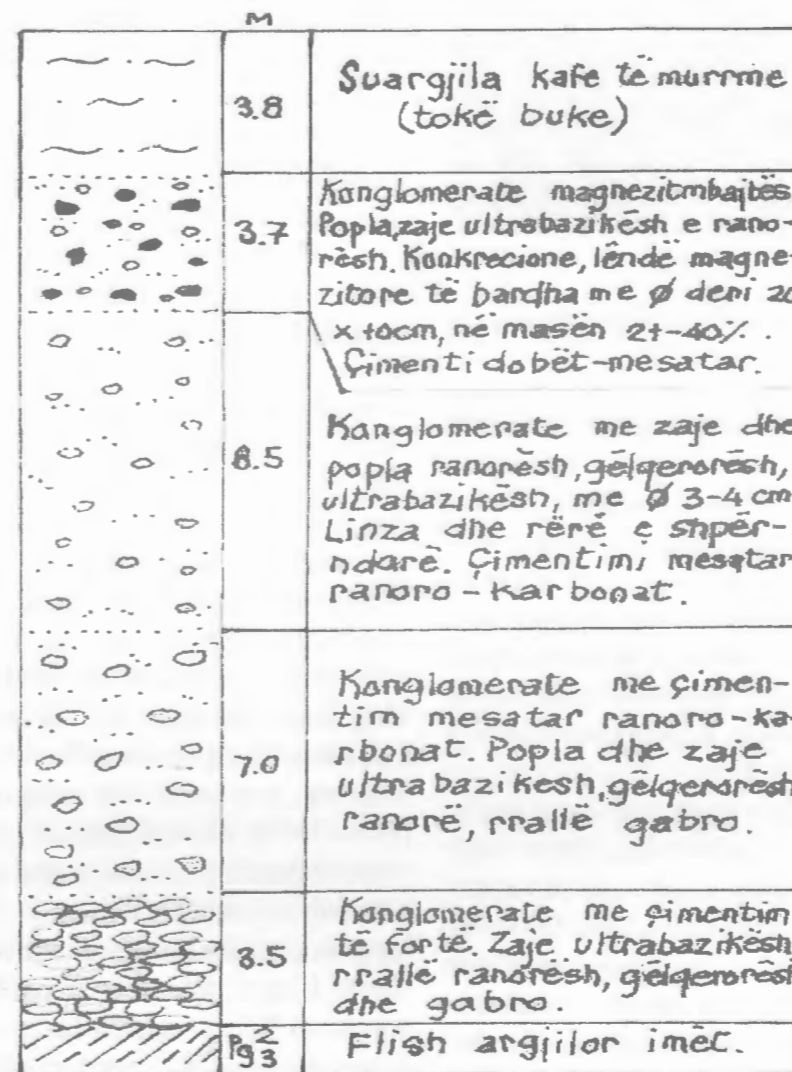 M
3.8
Suargjila kafe të murrme
(tokë buke)
3.7
Konglomerate magnezitmbajtës
Popla,zaje ultrabazikësh e rano-
rësh. Konkrecione, lëndë magne-
zitore të bardha me Ø deri 20
x 10cm, në masën 2+-40%.
Çimenti dobët-mesatar.
8.5
Konglomerate me zaje dhe
popla ranorësh, gëlqerorësh,
ultrabazikësh, me Ø 3-4 cm
Linza dhe rërë e shpër-
ndarë. Çimentimi mesatar
ranoro-karbonat.
7.0
Konglomerate me çimen-
tim mesatar ranoro-ka-
rbonat. Popla dhe zaje
ultrabazikesh, gëlqerorësh
ranorë, rrallë gabro.
3.5
Konglomerate me çimentim
të fortë. Zaje ultrabazikësh
rrallë ranorësh, gëlqerorësh
dhe gabro.
Pg 2 3
Flish argjilor imët.